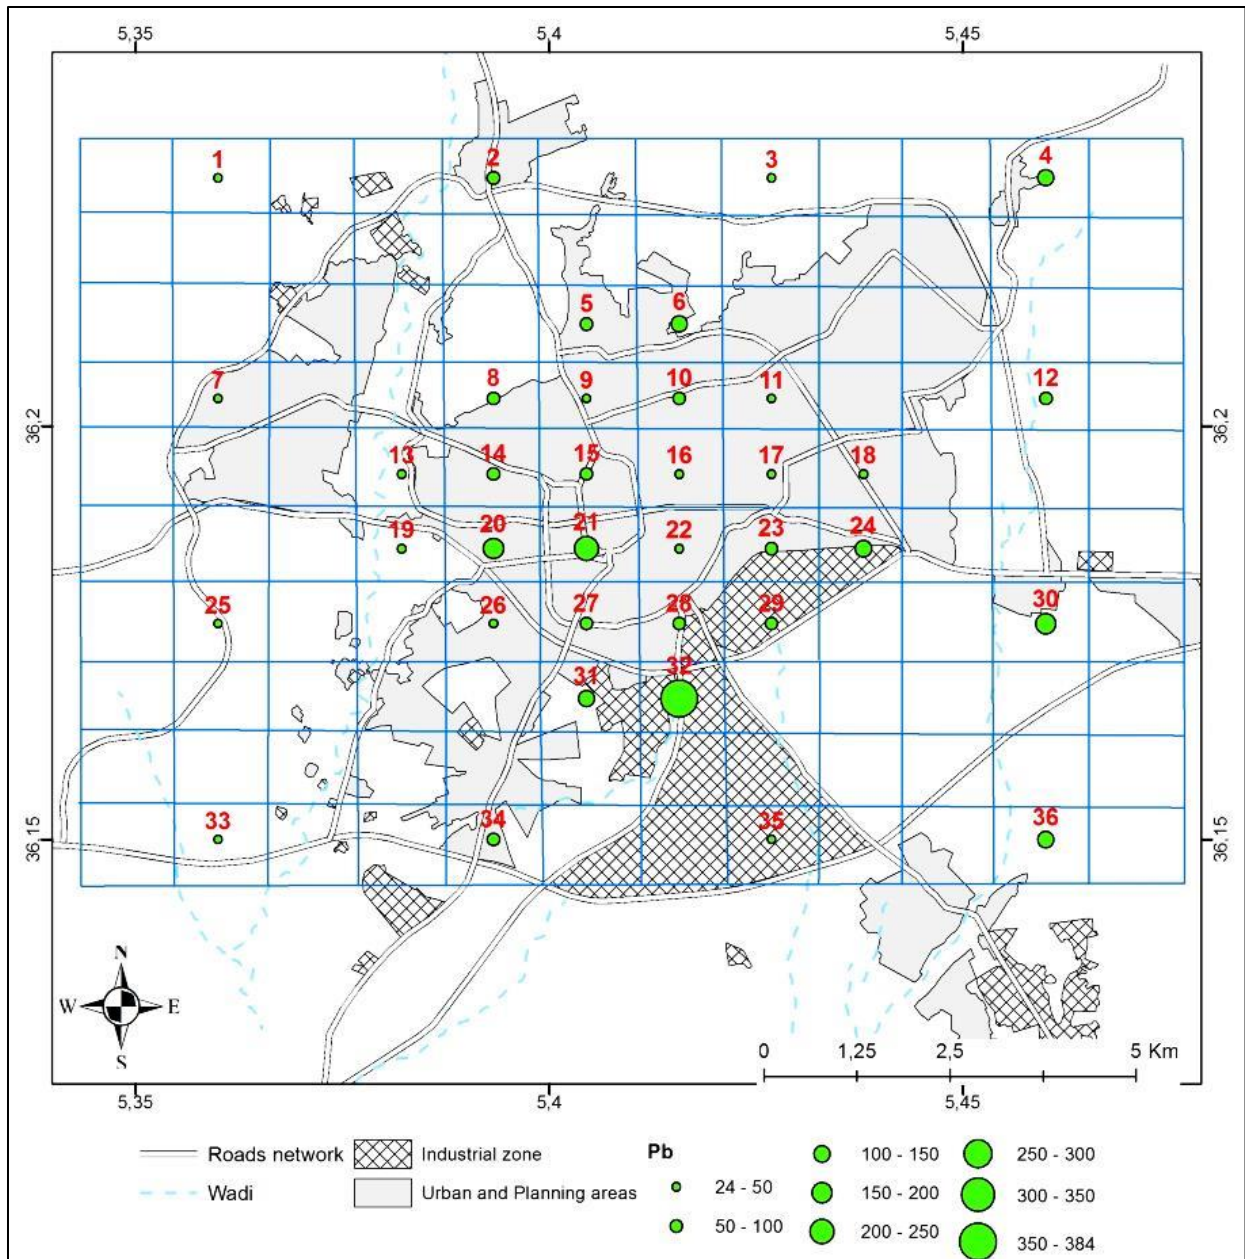 5,35 5,4 5,45
1 2 3 4
5 6
7 8 9 10 11 12
36.2 36.2
13 14 15 16 17 18
19 20 21 22 23 24
25 26 27 28 29 30
31 32
33 34 35 36
36.15 36.15
N
W E
S
0 1,25 2,5 5 Km
5,35 5,4 5,45
Roads network Industrial zone Pb 100 - 150 250 - 300
Wadi Urban and Planning areas 24 - 50 150 - 200 300 - 350
50 - 100 200 - 250 350 - 384